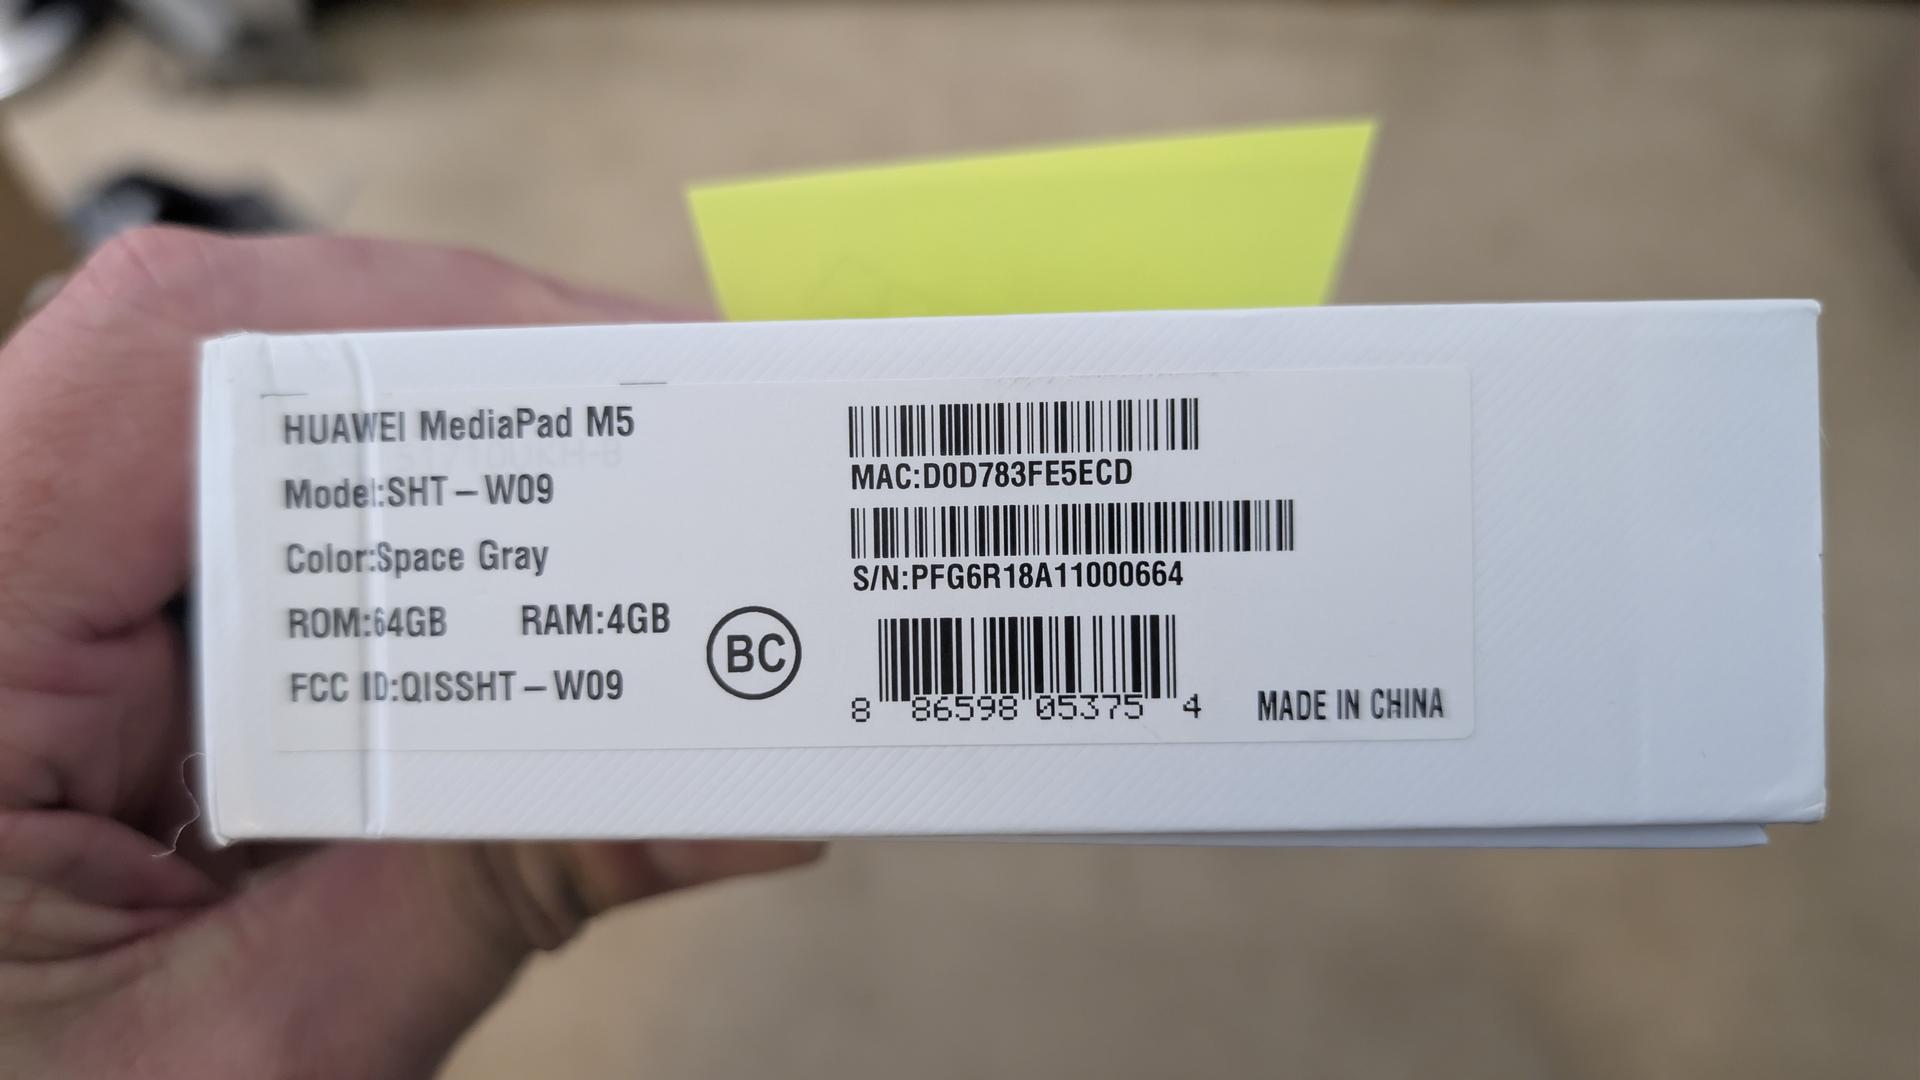 HUAWEI MediaPad M5
Model:SHT-W09
Color:Space Gray
ROM:64GB RAM:4GB
FCC ID:QISSHT-W09
BC
MAC:D0D783FE5ECD
S/N:PFG6R18A11000664
8 86598 05375 4
MADE IN CHINA